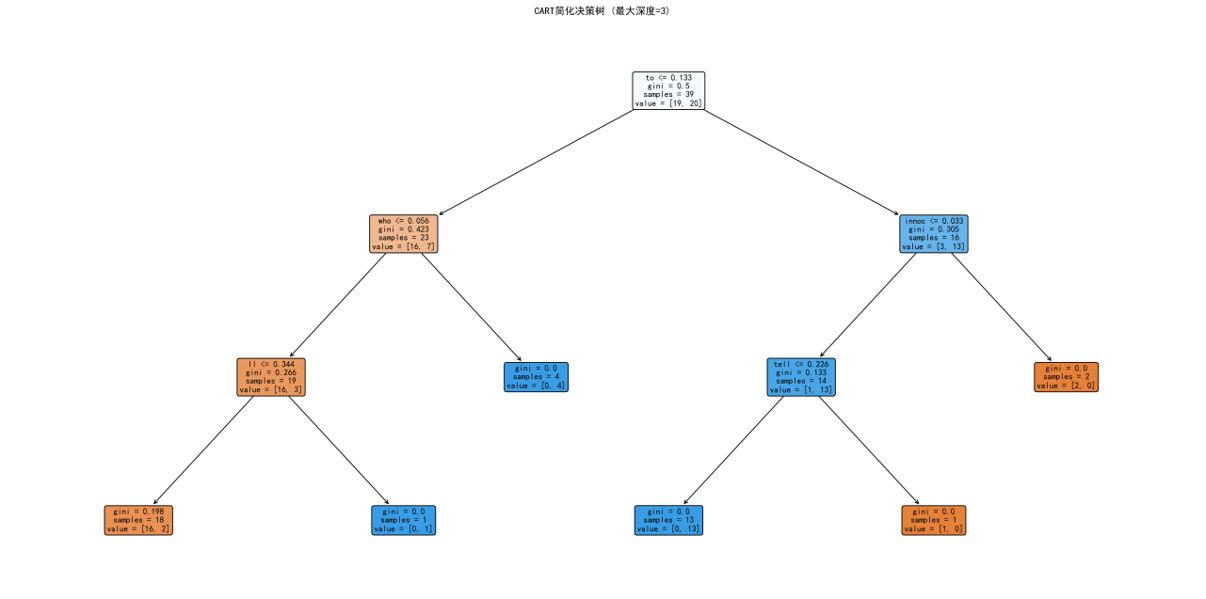 CART简化决策树 (最大深度=3)
to <= 0.133
gini = 0.5
samples = 39
value = [19, 20]
who <= 0.056
gini = 0.423
samples = 23
value = [16, 7]
innoc <= 0.033
gini = 0.305
samples = 16
value = [3, 13]
ll <= 0.344
gini = 0.266
samples = 19
value = [16, 3]
gini = 0.0
samples = 4
value = [0, 4]
tell <= 0.226
gini = 0.133
samples = 14
value = [1, 13]
gini = 0.0
samples = 2
value = [2, 0]
gini = 0.198
samples = 18
value = [16, 2]
gini = 0.0
samples = 1
value = [0, 1]
gini = 0.0
samples = 13
value = [0, 13]
gini = 0.0
samples = 1
value = [1, 0]